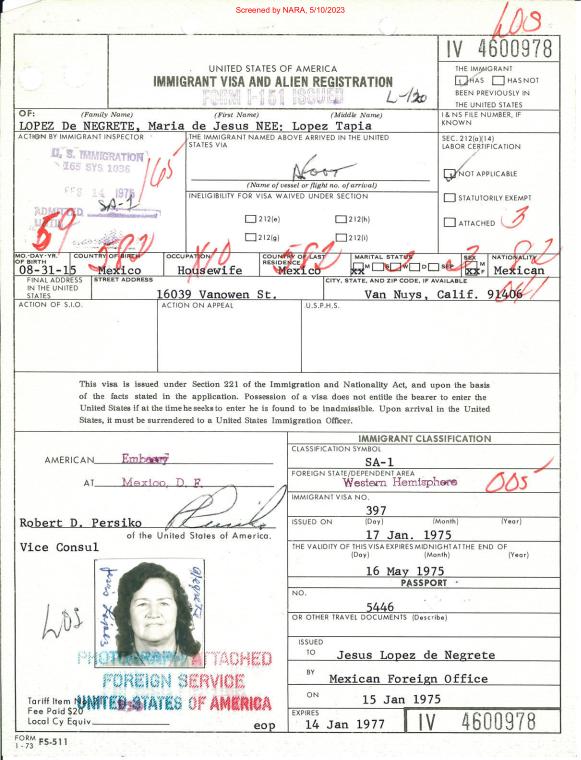 Screened by NARA, 5/10/2023
LOS
IV 4600978
UNITED STATES OF AMERICA
IMMIGRANT VISA AND ALIEN REGISTRATION
FORM I-151 ISSUED
L-120
THE IMMIGRANT
HAS HAS NOT
BEEN PREVIOUSLY IN
THE UNITED STATES
OF: (Family Name) (First Name) (Middle Name)
LOPEZ De NEGRETE, Maria de Jesus NEE: Lopez Tapia
I & NS FILE NUMBER, IF
KNOWN
ACTION BY IMMIGRANT INSPECTOR
U. S. IMMIGRATION
165 SYS 1036
FEB 14 1975
ADMITTED
SA-1
165
59
THE IMMIGRANT NAMED ABOVE ARRIVED IN THE UNITED
STATES VIA
Foot
(Name of vessel or flight no. of arrival)
INELIGIBILITY FOR VISA WAIVED UNDER SECTION
212(e) 212(h)
212(g) 212(i)
SEC. 212(a)(14)
LABOR CERTIFICATION
NOT APPLICABLE
STATUTORILY EXEMPT
ATTACHED
3
MO.-DAY-YR.
OF BIRTH
08-31-15
COUNTRY OF BIRTH
Mexico
582
OCCUPATION
Housewife
X10
COUNTRY OF LAST
RESIDENCE
Mexico
582
MARITAL STATUS
xx M S W D SEP
2
SEX
M
xx F
NATIONALITY
Mexican
82
FINAL ADDRESS
IN THE UNITED
STATES
STREET ADDRESS
16039 Vanowen St.
CITY, STATE, AND ZIP CODE, IF AVAILABLE
Van Nuys, Calif. 91406
041
ACTION OF S.I.O.
ACTION ON APPEAL
U.S.P.H.S.
This visa is issued under Section 221 of the Immigration and Nationality Act, and upon the basis
of the facts stated in the application. Possession of a visa does not entitle the bearer to enter the
United States if at the time he seeks to enter he is found to be inadmissible. Upon arrival in the United
States, it must be surrendered to a United States Immigration Officer.
AMERICAN Embassy
AT Mexico, D. F.
Robert D. Persiko
of the United States of America.
Vice Consul
LOS
Jesus Lopez
Negrete
PHOTOGRAPH ATTACHED
FOREIGN SERVICE
UNITED STATES OF AMERICA
Tariff Item N
Fee Paid $20
Local Cy Equiv.
eop
IMMIGRANT CLASSIFICATION
CLASSIFICATION SYMBOL
SA-1
FOREIGN STATE/DEPENDENT AREA
Western Hemisphere
005
IMMIGRANT VISA NO.
397
ISSUED ON (Day) (Month) (Year)
17 Jan. 1975
THE VALIDITY OF THIS VISA EXPIRES MIDNIGHT AT THE END OF
(Day) (Month) (Year)
16 May 1975
PASSPORT
NO.
5446
OR OTHER TRAVEL DOCUMENTS (Describe)
ISSUED
TO Jesus Lopez de Negrete
BY Mexican Foreign Office
ON 15 Jan 1975
EXPIRES
14 Jan 1977
IV 4600978
FORM
1-73 FS-511